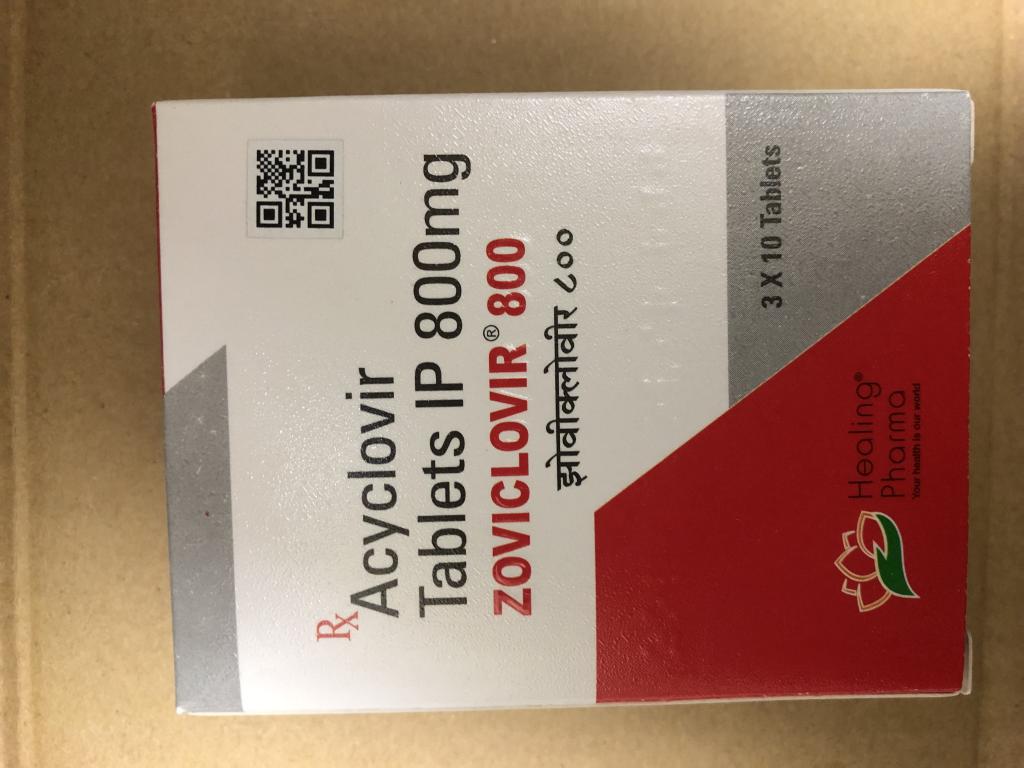 Rx
Acyclovir
Tablets IP 800mg
ZOVICLOVIR® 800
झोवीक्लोवीर ८००
3 X 10 Tablets
Healing®
Pharma
Your health is our world